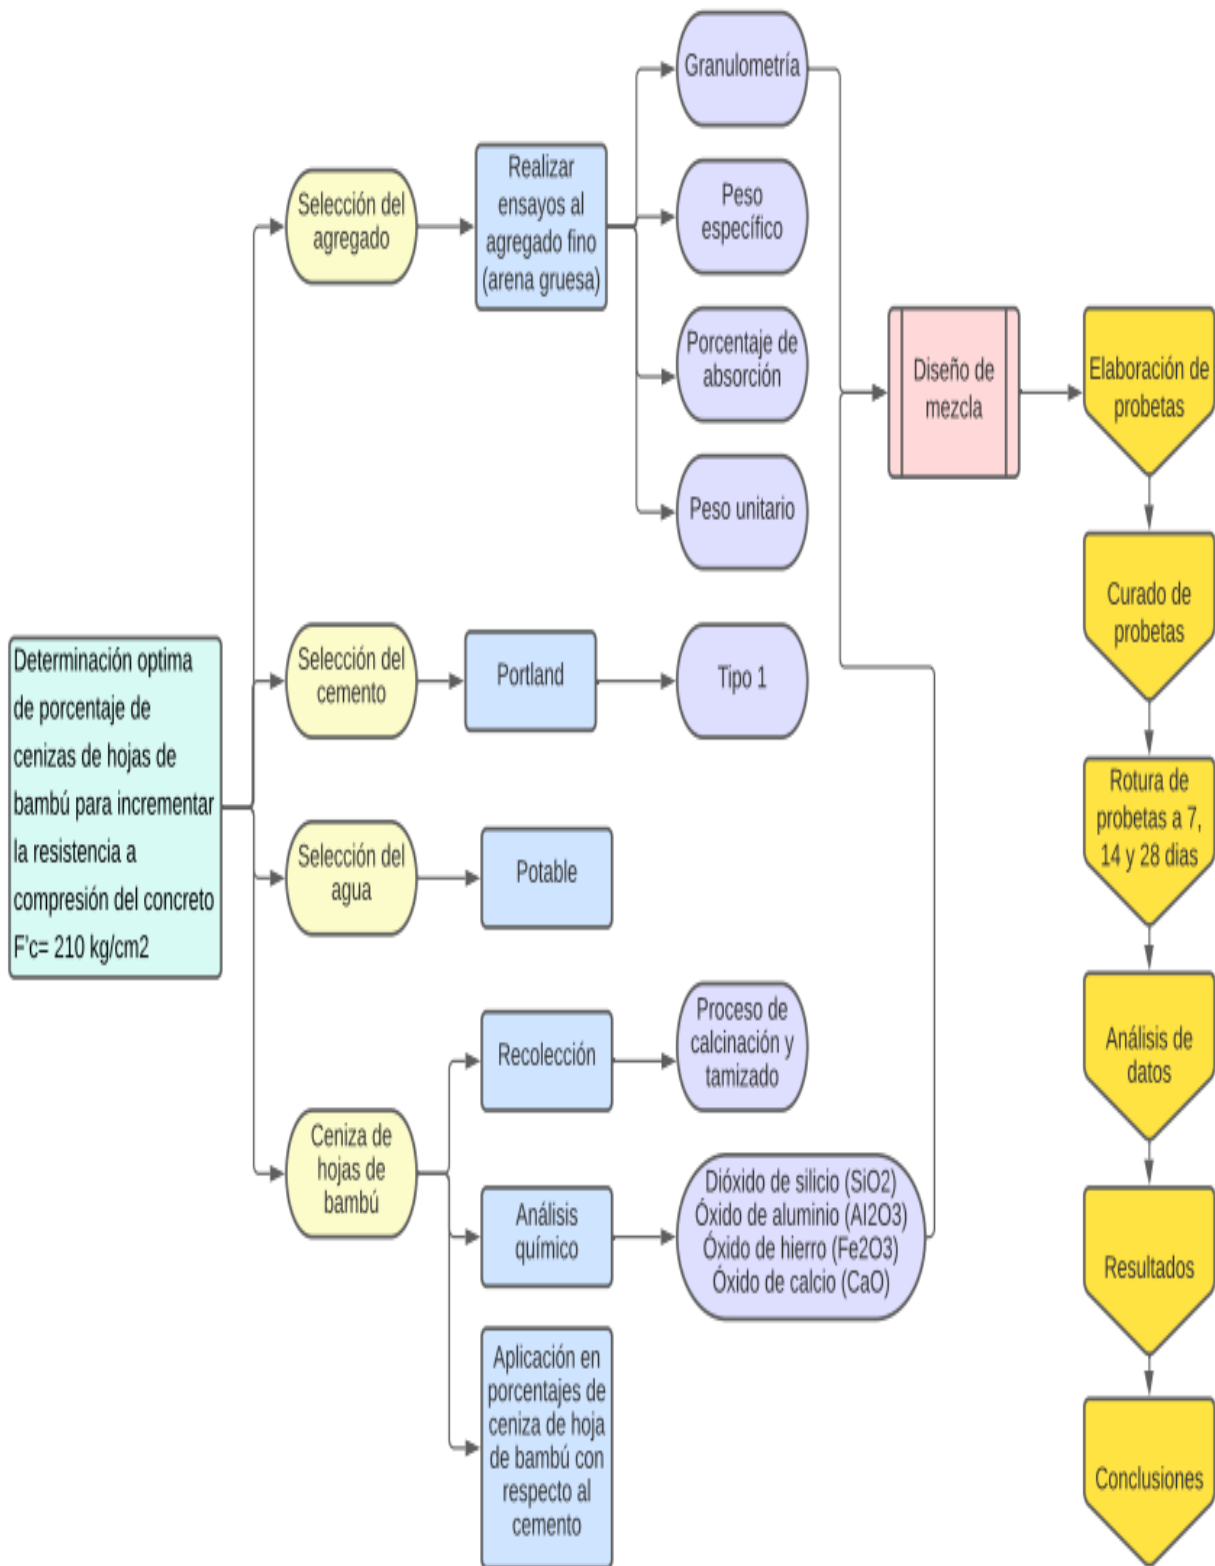 Determinación optima
de porcentaje de
cenizas de hojas de
bambú para incrementar
la resistencia a
compresión del concreto
F'c= 210 kg/cm2
Selección del
agregado
Realizar
ensayos al
agregado fino
(arena gruesa)
Granulometría
Peso
específico
Porcentaje de
absorción
Peso unitario
Selección del
cemento
Portland
Tipo 1
Selección del
agua
Potable
Ceniza de
hojas de
bambú
Recolección
Proceso de
calcinación y
tamizado
Análisis
químico
Dióxido de silicio (SiO2)
Óxido de aluminio (Al2O3)
Óxido de hierro (Fe2O3)
Óxido de calcio (CaO)
Aplicación en
porcentajes de
ceniza de hoja
de bambú con
respecto al
cemento
Diseño de
mezcla
Elaboración de
probetas
Curado de
probetas
Rotura de
probetas a 7,
14 y 28 dias
Análisis de
datos
Resultados
Conclusiones